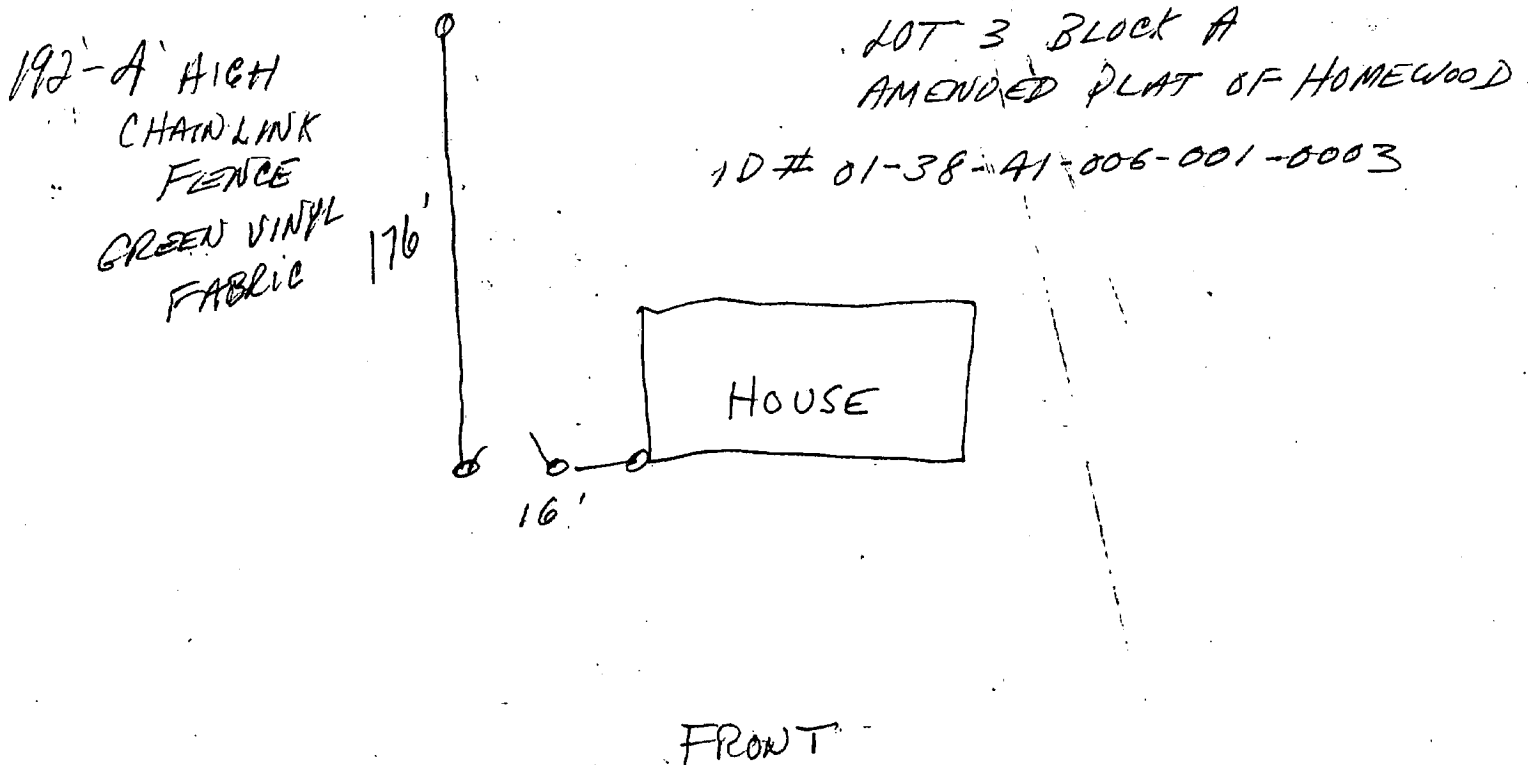 192'-4' HIGH
CHAINLINK
FENCE
GREEN VINYL
FABRIC
176'
LOT 3 BLOCK A
AMENDED PLAT OF HOMEWOOD
ID # 01-38-41-006-001-0003
HOUSE
16'
FRONT